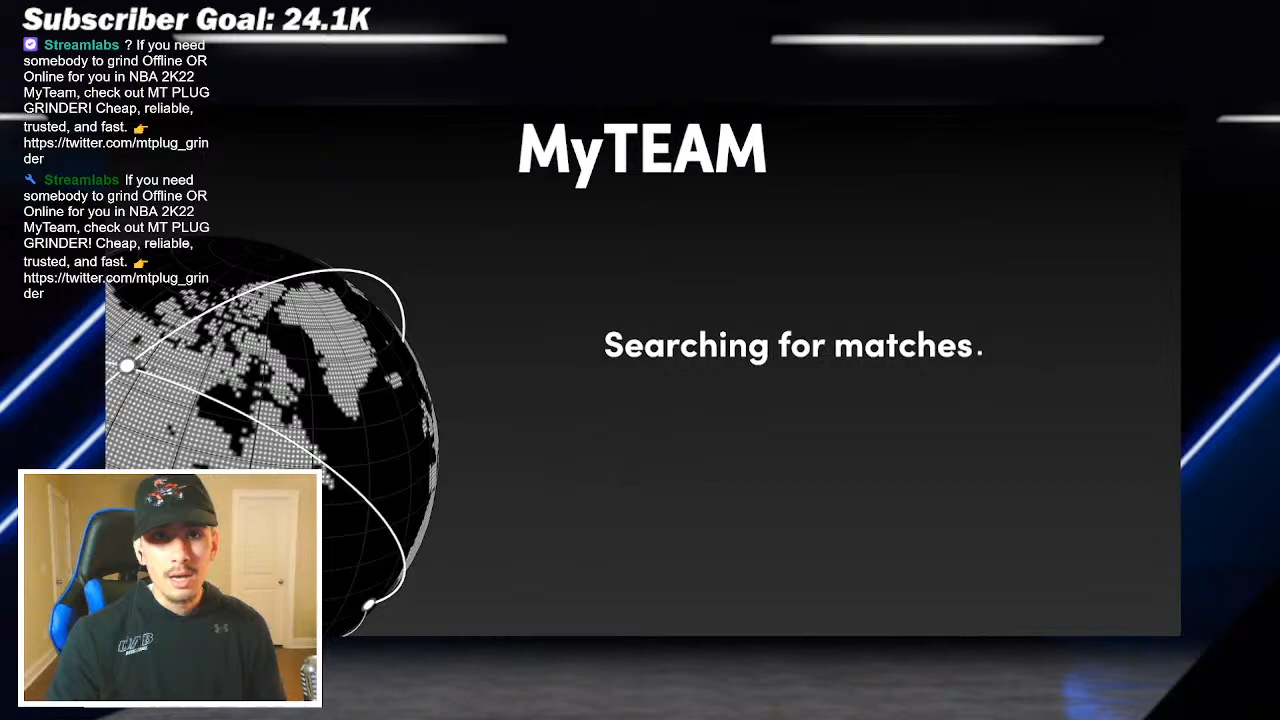 Subscriber Goal: 24.1K
Streamlabs ? If you need
somebody to grind Offline OR
Online for you in NBA 2K22
MyTeam, check out MT PLUG
GRINDER! Cheap, reliable,
trusted, and fast. 👉
https://twitter.com/mtplug_grin
der
Streamlabs If you need
somebody to grind Offline OR
Online for you in NBA 2K22
MyTeam, check out MT PLUG
GRINDER! Cheap, reliable,
trusted, and fast. 👉
https://twitter.com/mtplug_grin
der
MyTEAM
Searching for matches.